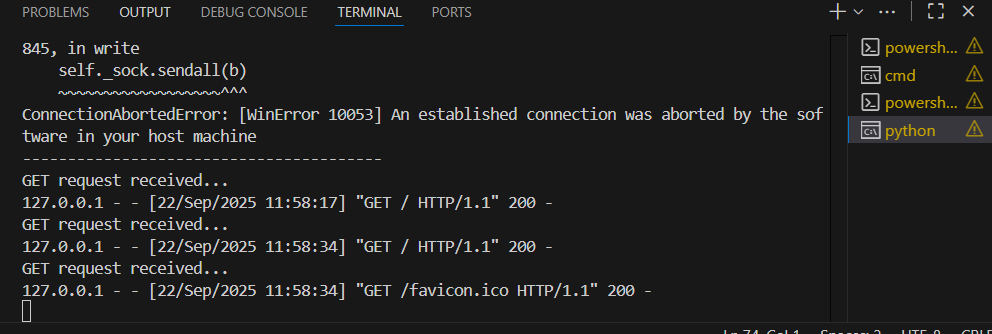 PROBLEMS OUTPUT DEBUG CONSOLE TERMINAL PORTS
845, in write
self._sock.sendall(b)
~~~~~~~~~~~~~~~~~~^^^
ConnectionAbortedError: [WinError 10053] An established connection was aborted by the sof
tware in your host machine
----------------------------------------
GET request received...
127.0.0.1 - - [22/Sep/2025 11:58:17] "GET / HTTP/1.1" 200 -
GET request received...
127.0.0.1 - - [22/Sep/2025 11:58:34] "GET / HTTP/1.1" 200 -
GET request received...
127.0.0.1 - - [22/Sep/2025 11:58:34] "GET /favicon.ico HTTP/1.1" 200 -
powersh...
cmd
powersh...
python